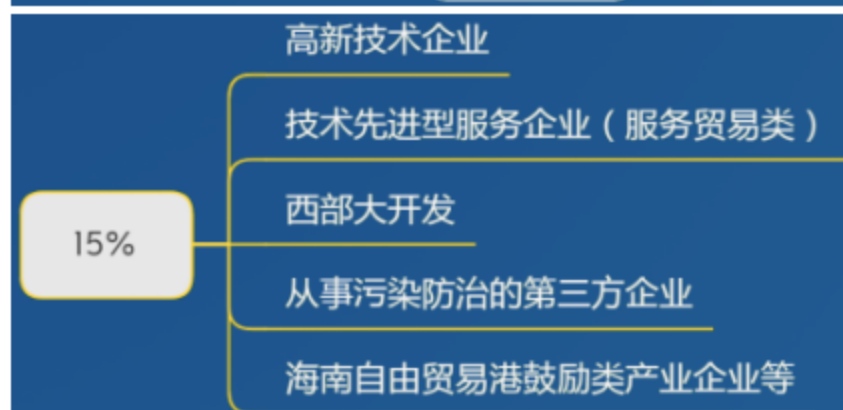 高新技术企业
技术先进型服务企业（服务贸易类）
西部大开发
15%
从事污染防治的第三方企业
海南自由贸易港鼓励类产业企业等